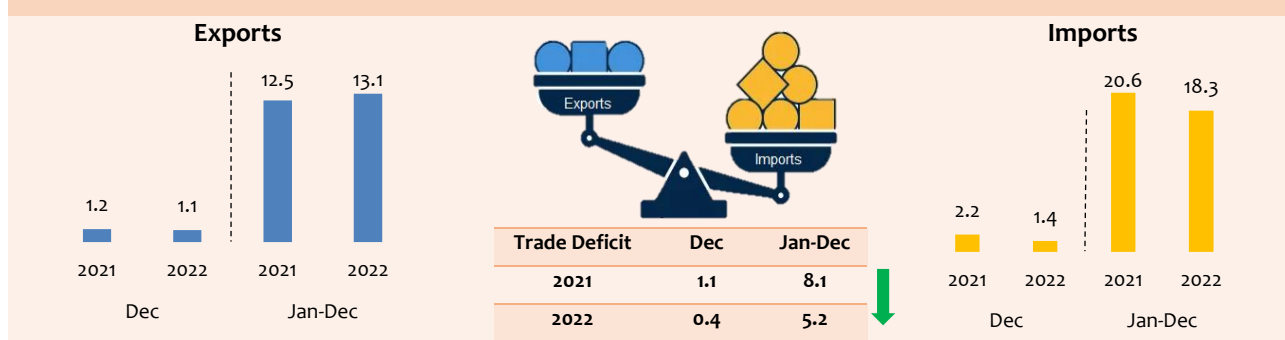 Exports
12.5
13.1
1.2
1.1
2021
2022
2021
2022
Dec
Jan-Dec
Exports
Imports
Trade Deficit Dec Jan-Dec
2021 1.1 8.1
2022 0.4 5.2
Imports
20.6
18.3
2.2
1.4
2021
2022
2021
2022
Dec
Jan-Dec